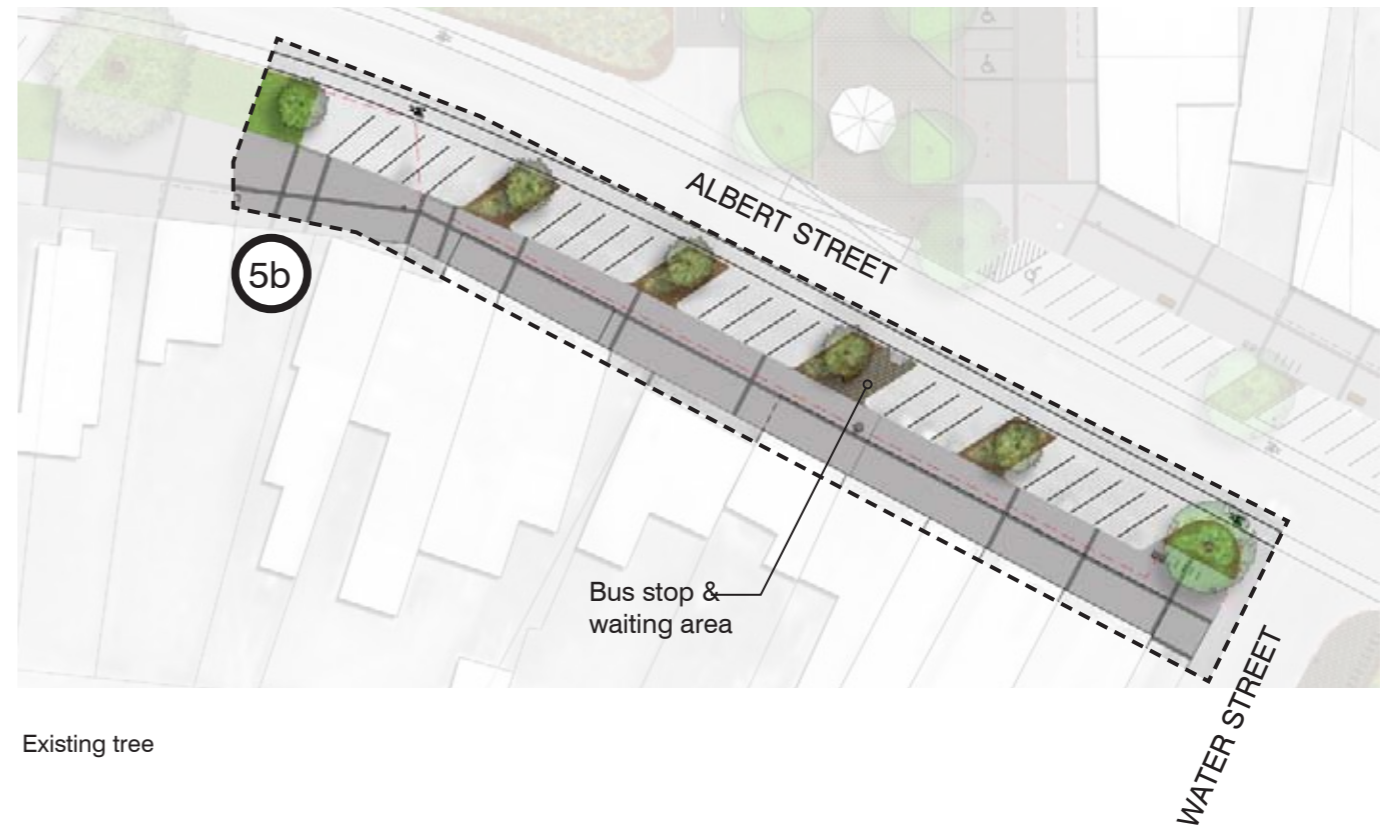 ALBERT STREET
5b
Bus stop &
waiting area
WATER STREET
Existing tree